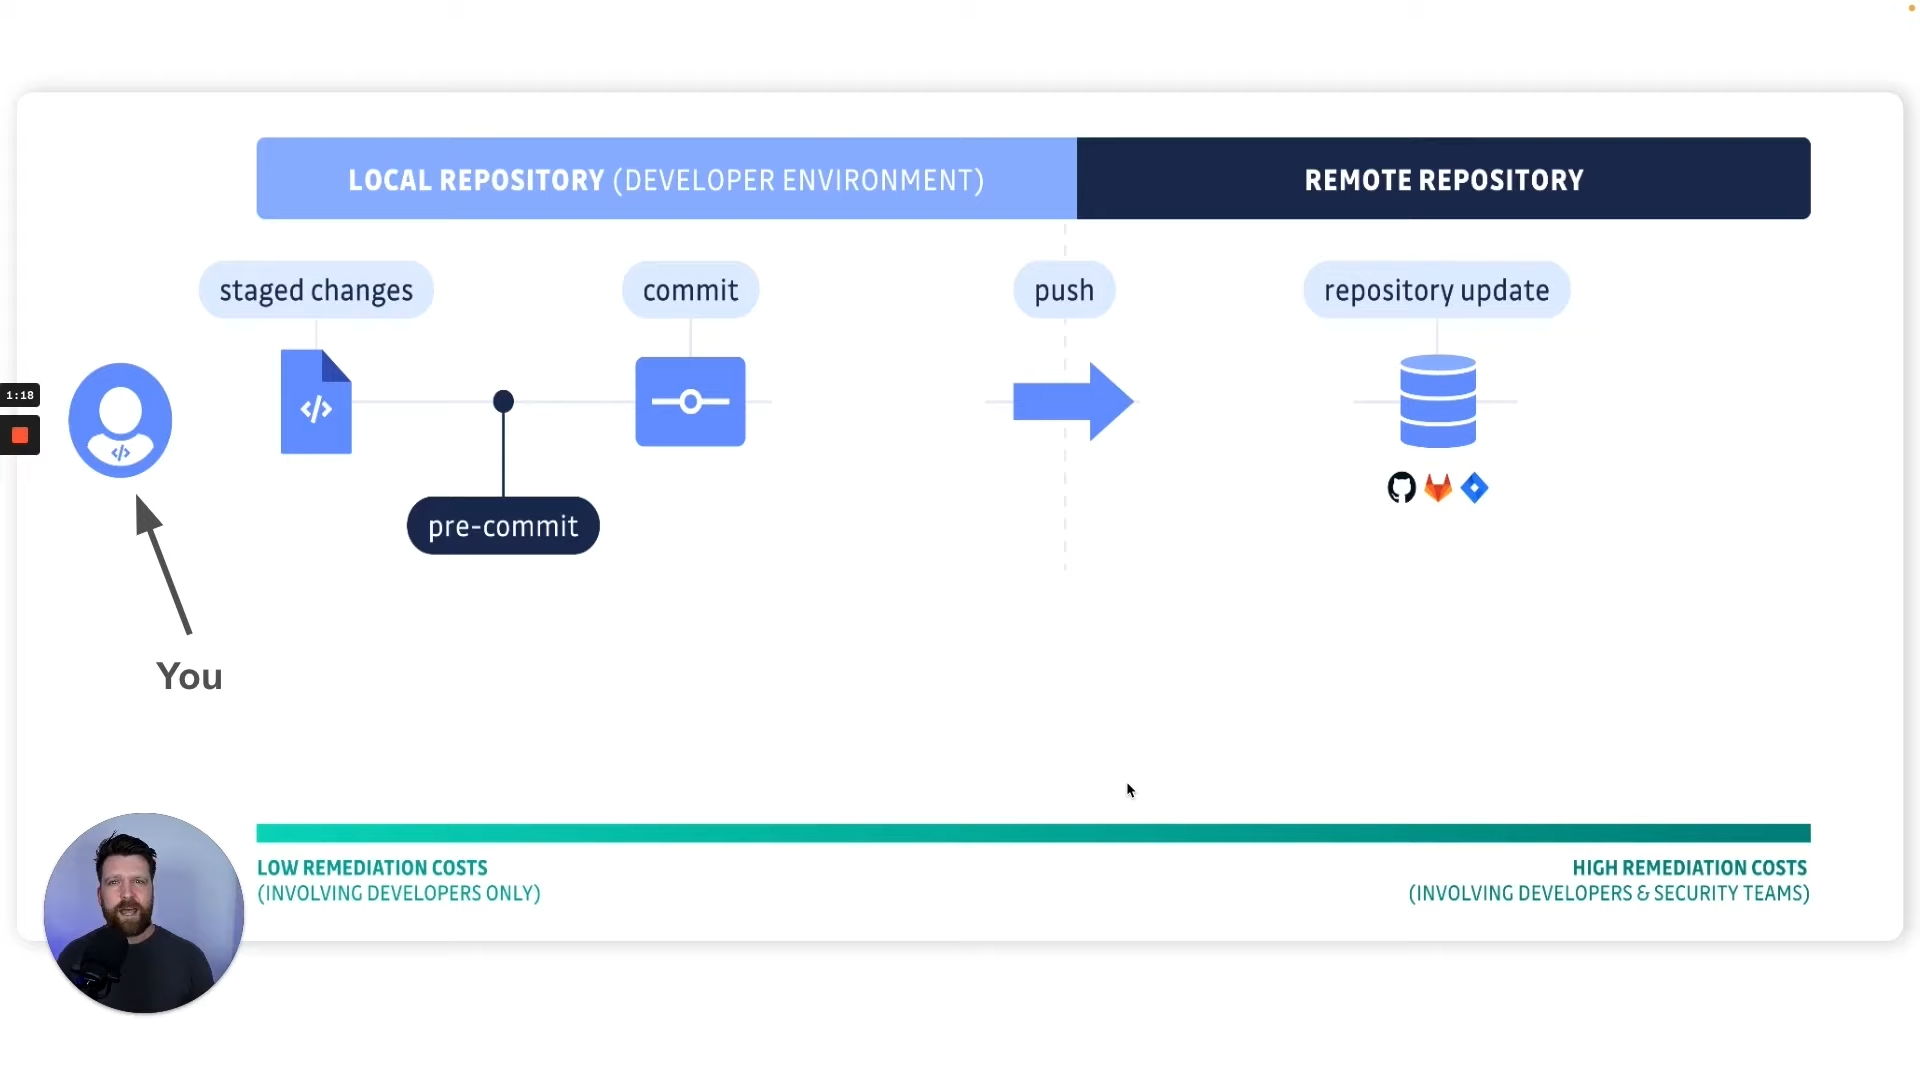 LOCAL REPOSITORY (DEVELOPER ENVIRONMENT)
REMOTE REPOSITORY
staged changes
commit
push
repository update
1:18
</>
</>
pre-commit
You
LOW REMEDIATION COSTS
(INVOLVING DEVELOPERS ONLY)
HIGH REMEDIATION COSTS
(INVOLVING DEVELOPERS & SECURITY TEAMS)